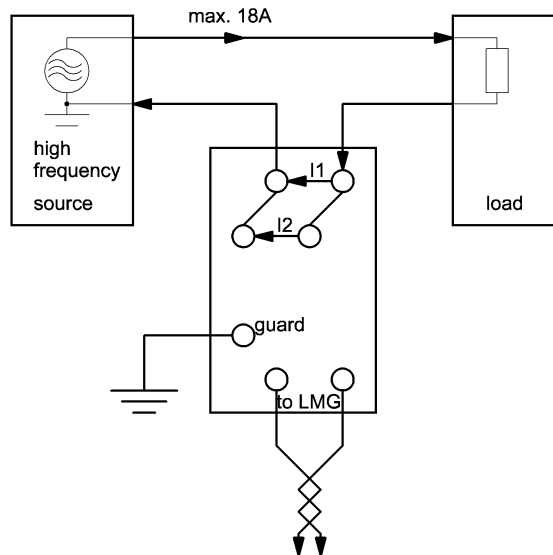 max. 18A
high
frequency
source
load
I1
I2
guard
to LMG